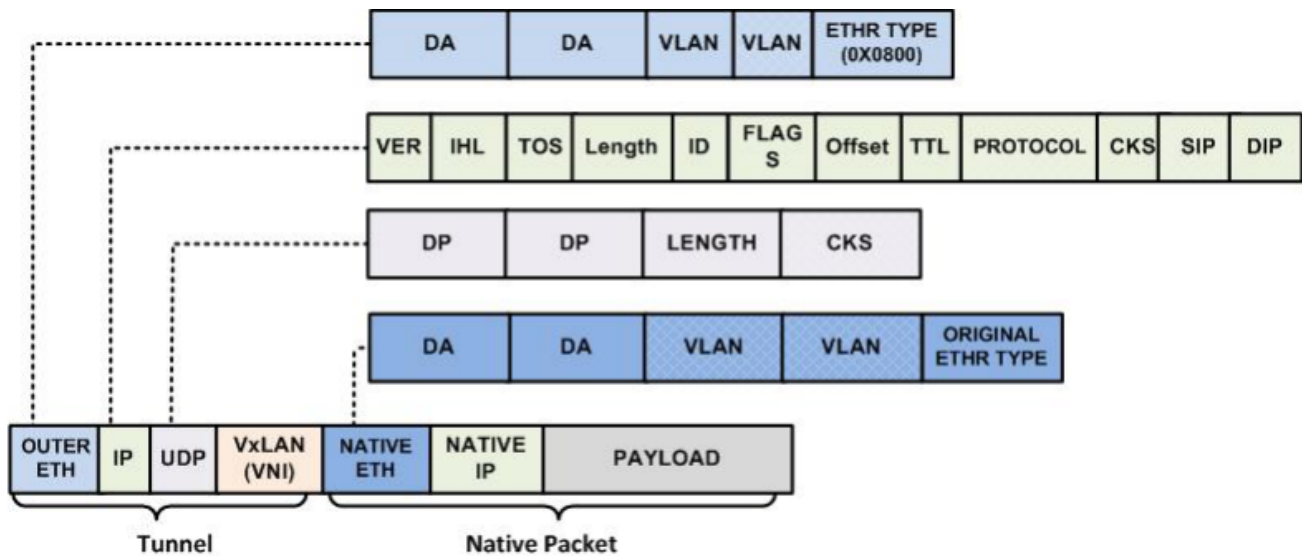 DA DA VLAN VLAN ETHR TYPE
(0X0800)
VER IHL TOS Length ID FLAG
S Offset TTL PROTOCOL CKS SIP DIP
DP DP LENGTH CKS
DA DA VLAN VLAN ORIGINAL
ETHR TYPE
OUTER
ETH IP UDP VxLAN
(VNI) NATIVE
ETH NATIVE
IP PAYLOAD
Tunnel Native Packet